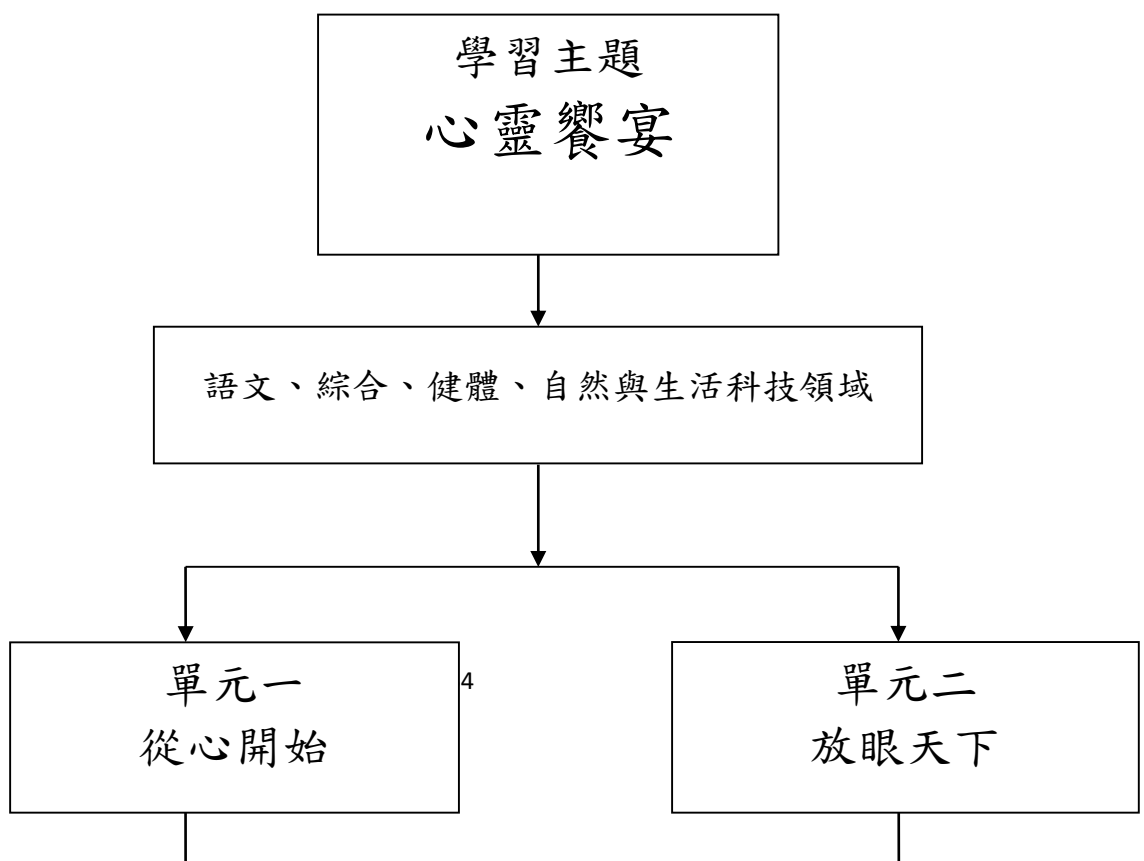 學習主題
心靈饗宴
語文、綜合、健體、自然與生活科技領域
單元一
從心開始
4
單元二
放眼天下